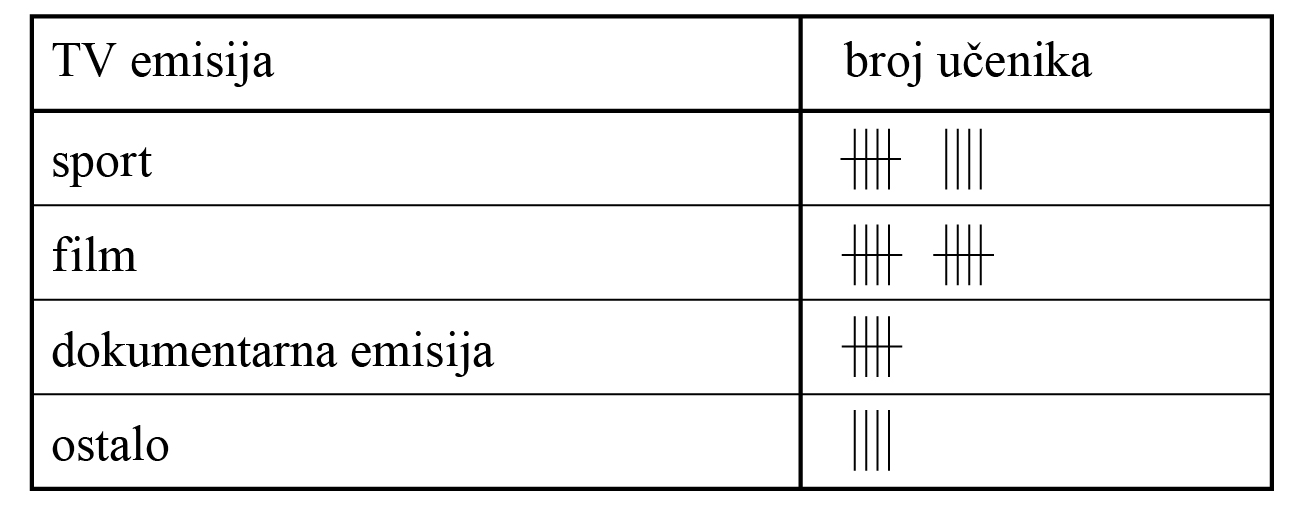 TV emisija broj učenika
sport
film
dokumentarna emisija
ostalo